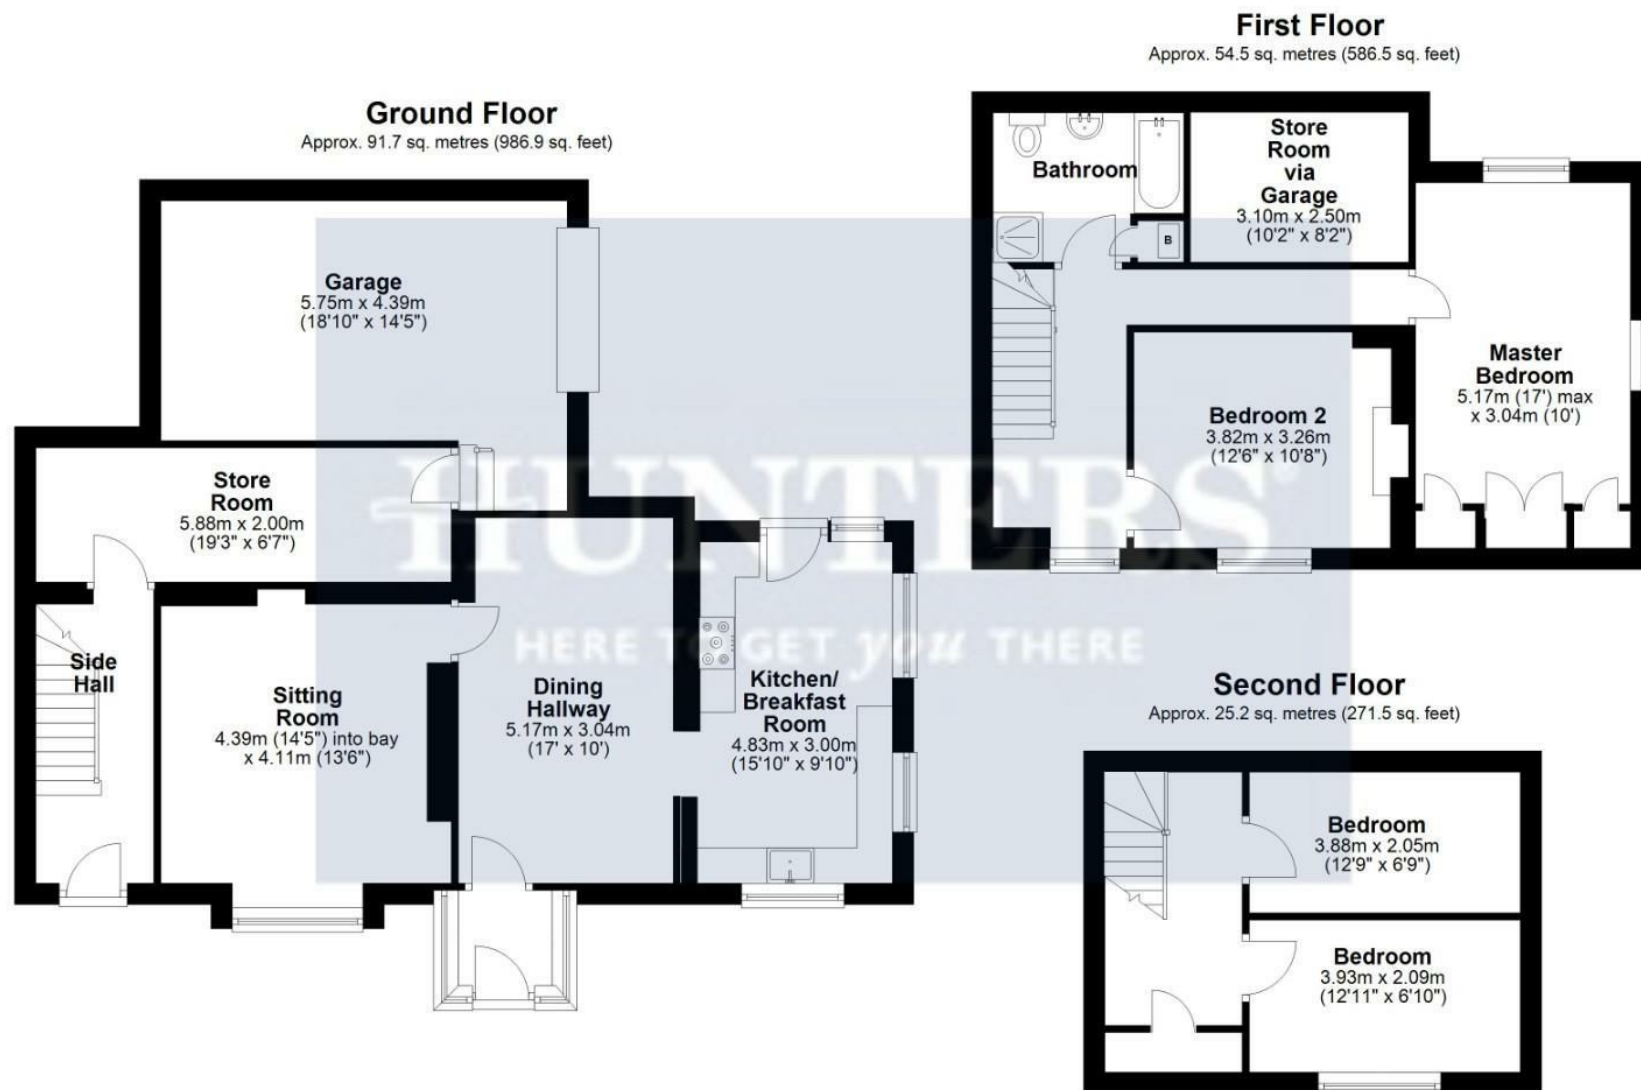 Ground Floor
Approx. 91.7 sq. metres (986.9 sq. feet)
Garage
5.75m x 4.39m
(18'10" x 14'5")
Store
Room
5.88m x 2.00m
(19'3" x 6'7")
Side
Hall
Sitting
Room
4.39m (14'5") into bay
x 4.11m (13'6")
Dining
Hallway
5.17m x 3.04m
(17' x 10')
Kitchen/
Breakfast
Room
4.83m x 3.00m
(15'10" x 9'10")
First Floor
Approx. 54.5 sq. metres (586.5 sq. feet)
Bathroom
B
Store
Room
via
Garage
3.10m x 2.50m
(10'2" x 8'2")
Master
Bedroom
5.17m (17') max
x 3.04m (10')
Bedroom 2
3.82m x 3.26m
(12'6" x 10'8")
Second Floor
Approx. 25.2 sq. metres (271.5 sq. feet)
Bedroom
3.88m x 2.05m
(12'9" x 6'9")
Bedroom
3.93m x 2.09m
(12'11" x 6'10")
HUNTERS®
HERE TO GET you THERE